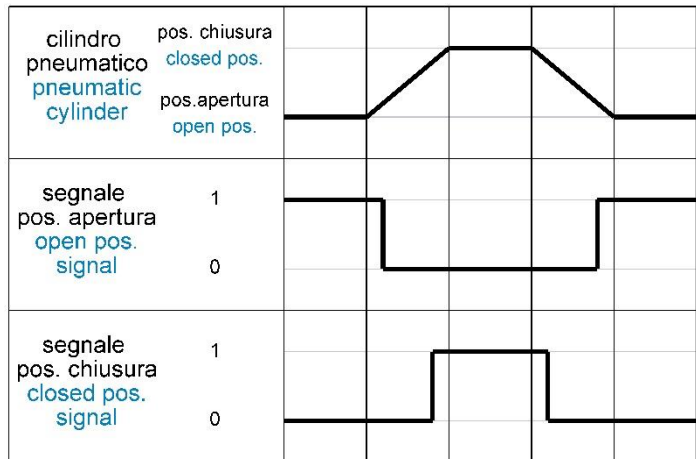 cilindro
pneumatico
pneumatic
cylinder
pos. chiusura
closed pos.
pos.apertura
open pos.
segnale
pos. apertura
open pos.
signal
1
0
segnale
pos. chiusura
closed pos.
signal
1
0